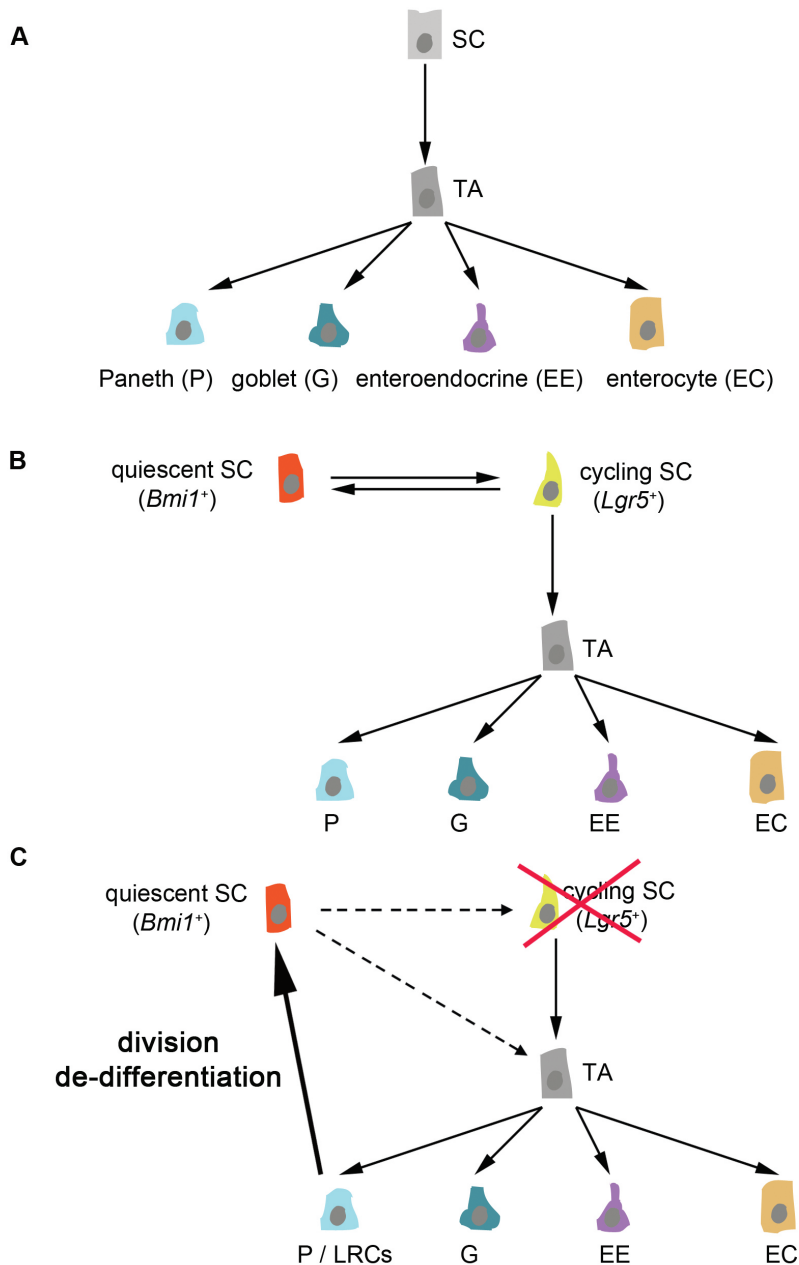 A
SC
TA
Paneth (P) goblet (G) enteroendocrine (EE) enterocyte (EC)
B
quiescent SC
(Bmi1⁺)
cycling SC
(Lgr5⁺)
TA
P G EE EC
C
quiescent SC
(Bmi1⁺)
cycling SC
(Lgr5⁺)
division
de-differentiation
TA
P / LRCs G EE EC